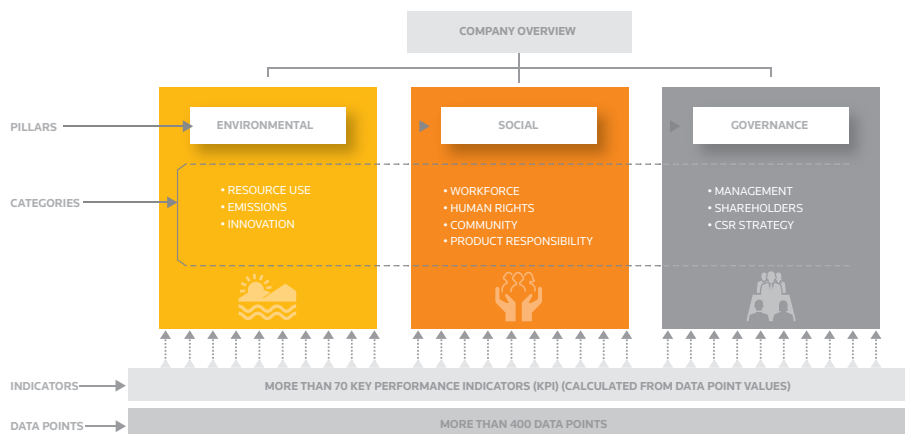 COMPANY OVERVIEW
PILLARS
ENVIRONMENTAL
SOCIAL
GOVERNANCE
CATEGORIES
• RESOURCE USE
• EMISSIONS
• INNOVATION
• WORKFORCE
• HUMAN RIGHTS
• COMMUNITY
• PRODUCT RESPONSIBILITY
• MANAGEMENT
• SHAREHOLDERS
• CSR STRATEGY
INDICATORS
MORE THAN 70 KEY PERFORMANCE INDICATORS (KPI) (CALCULATED FROM DATA POINT VALUES)
DATA POINTS
MORE THAN 400 DATA POINTS